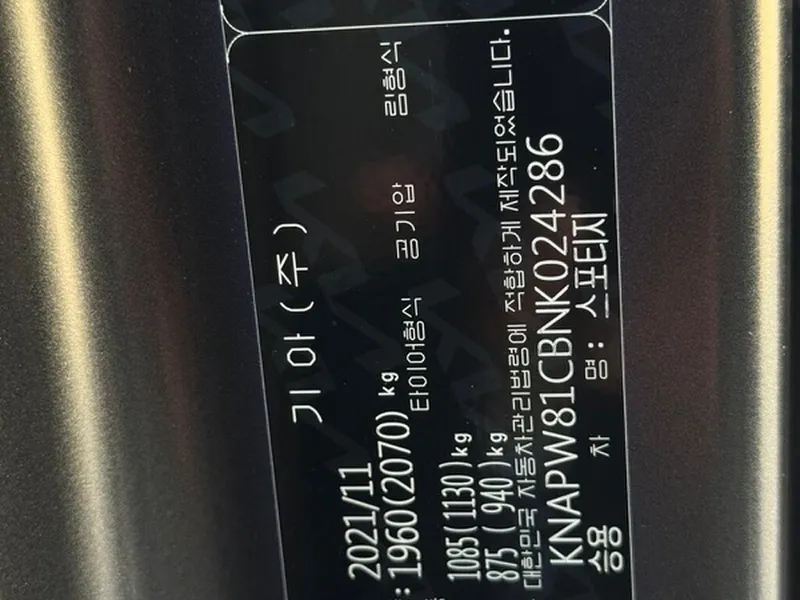 기 아 ( 주 )
2021/11
: 1960(2070) kg 타이어형식 공기압 림형식
1085(1130)kg
875 ( 940)kg
대한민국 자동차관리법령에 적합하게 제작되었습니다.
KNAPW81CBNK024286
승용 차 명 : 스포티지